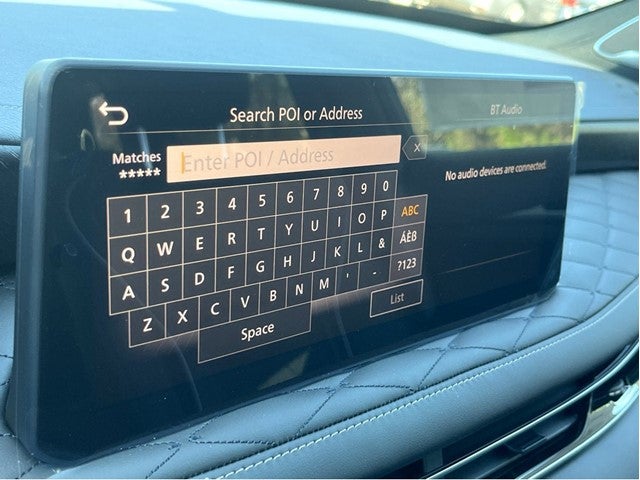 Search POI or Address
BT Audio
Matches
*****
Enter POI / Address
X
No audio devices are connected.
1 2 3 4 5 6 7 8 9 0
Q W E R T Y U I O P ABC
A S D F G H J K L & ÁÈß
Z X C V B N M ' - ?123
Space
List